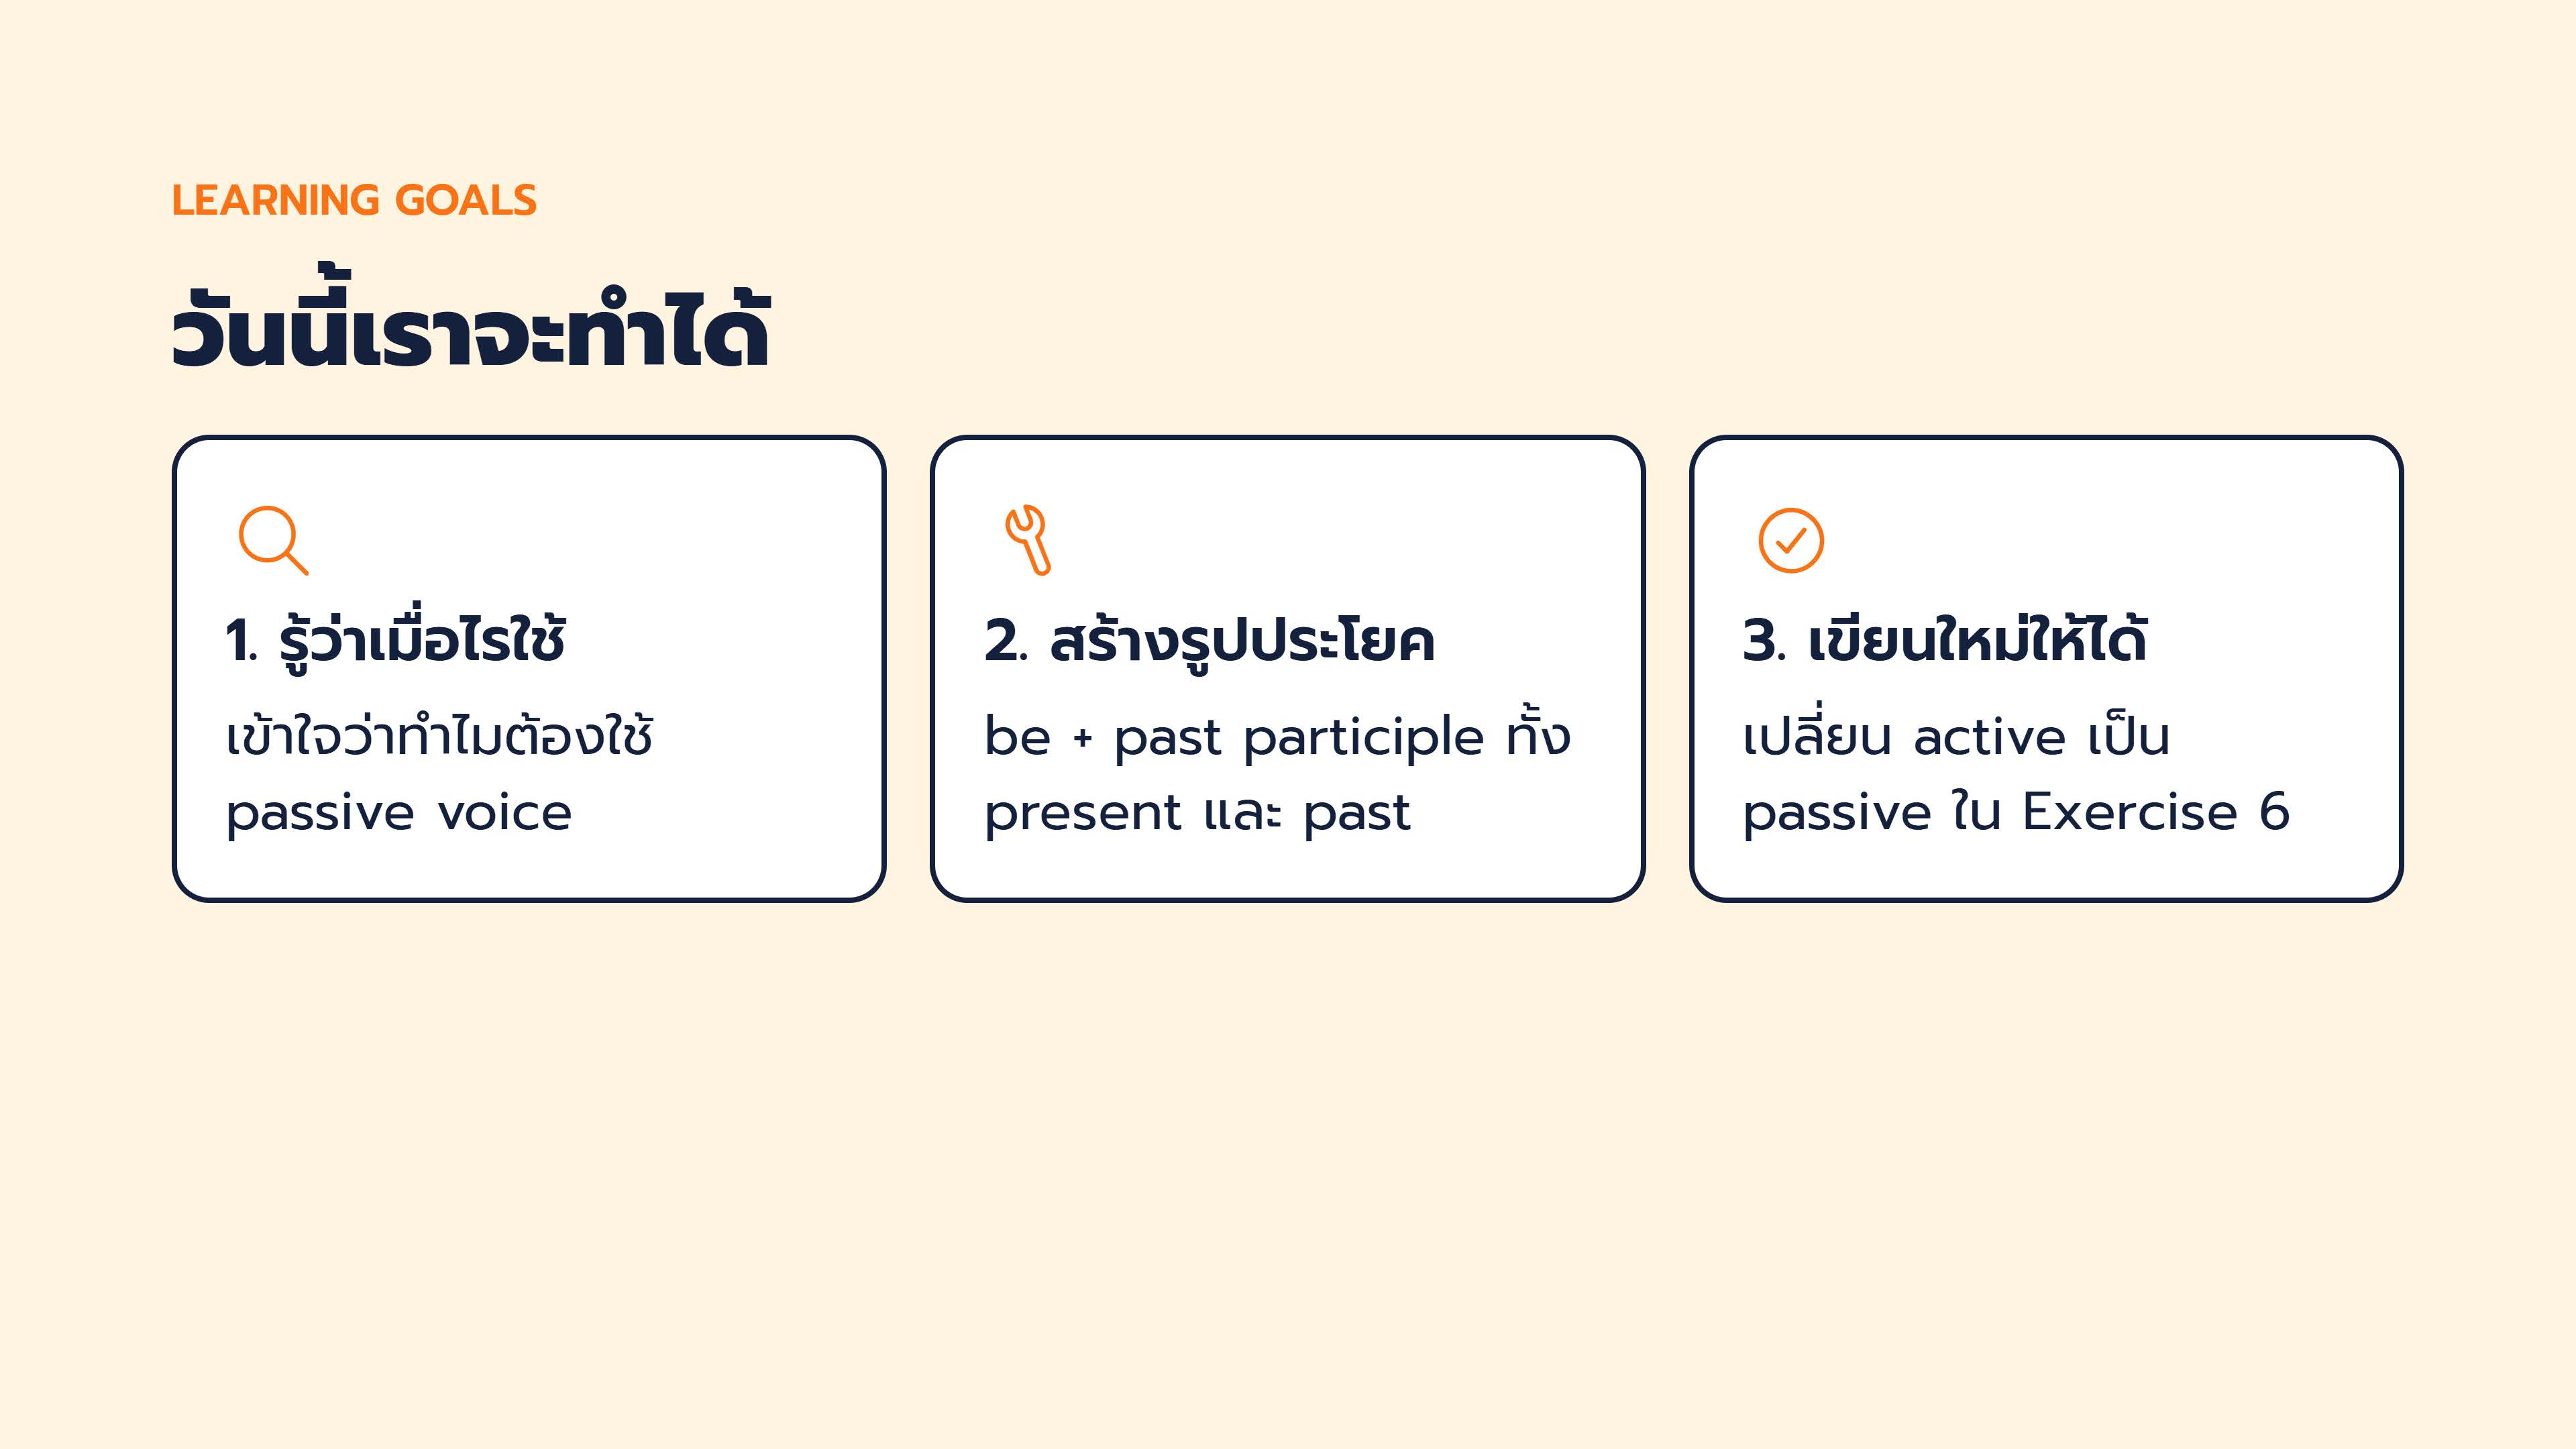 LEARNING GOALS
วันนี้เราจะทำได้
1. รู้ว่าเมื่อไรใช้
เข้าใจว่าทำไมต้องใช้
passive voice
2. สร้างรูปประโยค
be + past participle ทั้ง
present และ past
3. เขียนใหม่ให้ได้
เปลี่ยน active เป็น
passive ใน Exercise 6